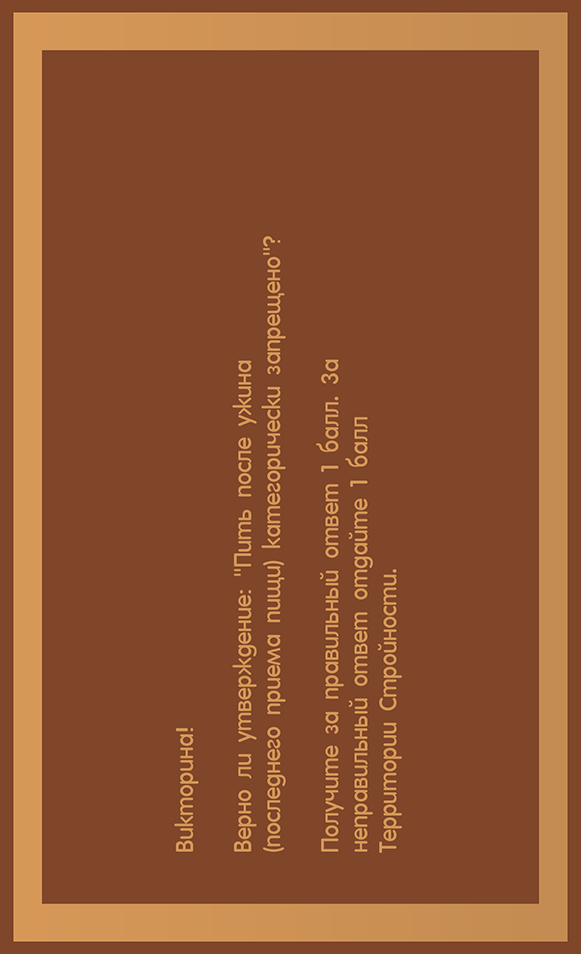 Викторина!
Верно ли утверждение: "Пить после ужина
(последнего приема пищи) категорически запрещено"?
Получите за правильный ответ 1 балл. За
неправильный ответ отдайте 1 балл
Территории Стройности.